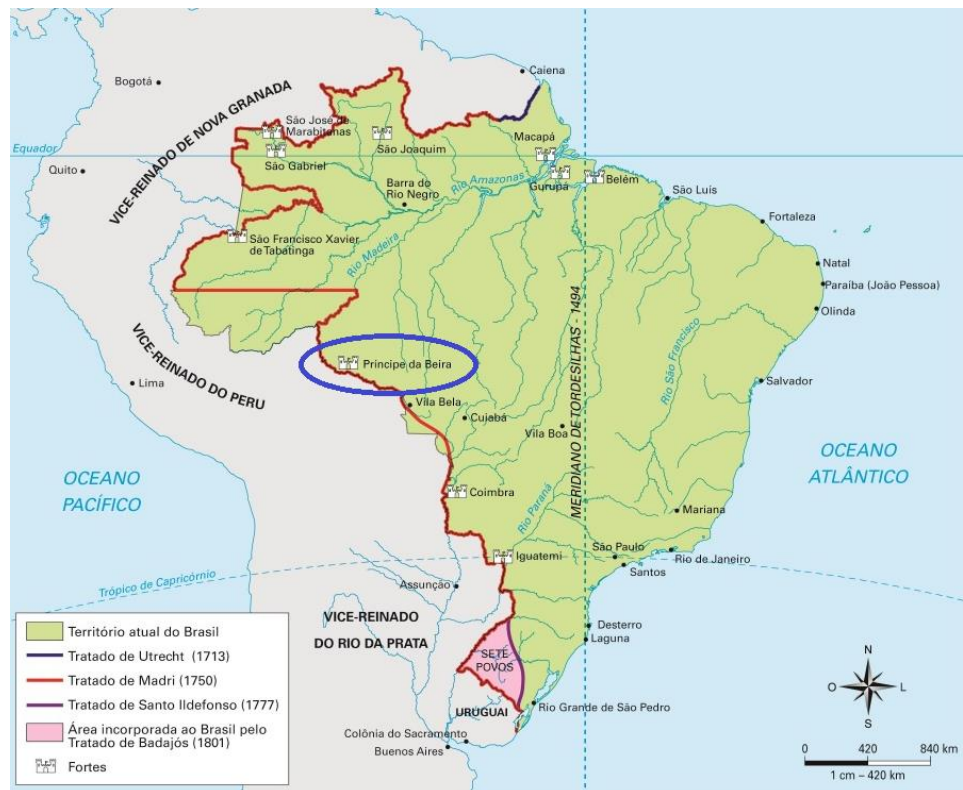 Caiena
Bogotá
VICE-REINADO DE NOVA GRANADA
São José de
Marabitanas
São Joaquim
Macapá
Equador
São Gabriel
Quito
Gurupá
Belém
Barra do
Rio Negro
Rio Amazonas
São Luís
Fortaleza
São Francisco Xavier
de Tabatinga
Rio Madeira
Natal
Paraíba (João Pessoa)
Olinda
MERIDIANO DE TORDESILHAS - 1494
Rio São Francisco
VICE-REINADO DO PERU
Príncipe da Beira
Lima
Salvador
Vila Bela
Cuiabá
Vila Boa
OCEANO
PACÍFICO
OCEANO
ATLÂNTICO
Coimbra
Rio Paraná
Mariana
Iguatemi
São Paulo
Rio de Janeiro
Santos
Trópico de Capricórnio
Assunção
VICE-REINADO
DO RIO DA PRATA
Desterro
Laguna
SETE
POVOS
URUGUAI
Rio Grande de São Pedro
Colônia do Sacramento
Buenos Aires
Território atual do Brasil
Tratado de Utrecht (1713)
Tratado de Madri (1750)
Tratado de Santo Ildefonso (1777)
Área incorporada ao Brasil pelo
Tratado de Badajós (1801)
Fortes
N
O
L
S
0 420 840 km
1 cm – 420 km